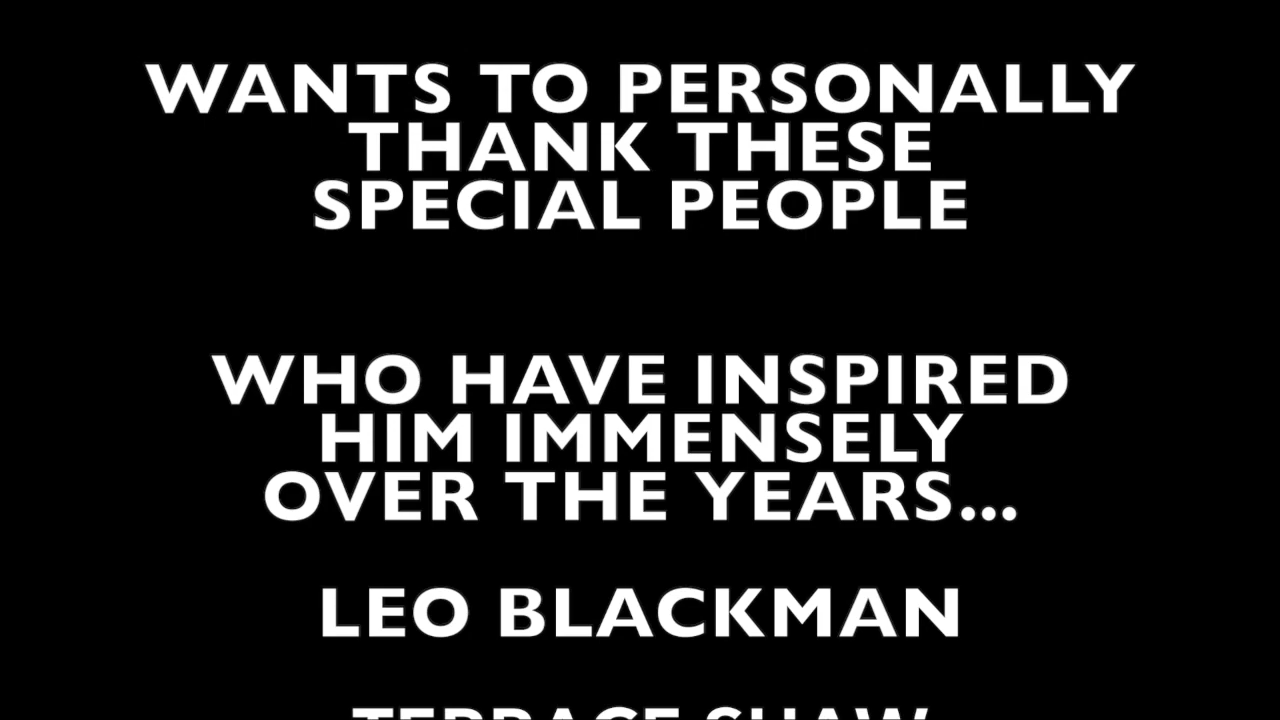 WANTS TO PERSONALLY
THANK THESE
SPECIAL PEOPLE
WHO HAVE INSPIRED
HIM IMMENSELY
OVER THE YEARS...
LEO BLACKMAN